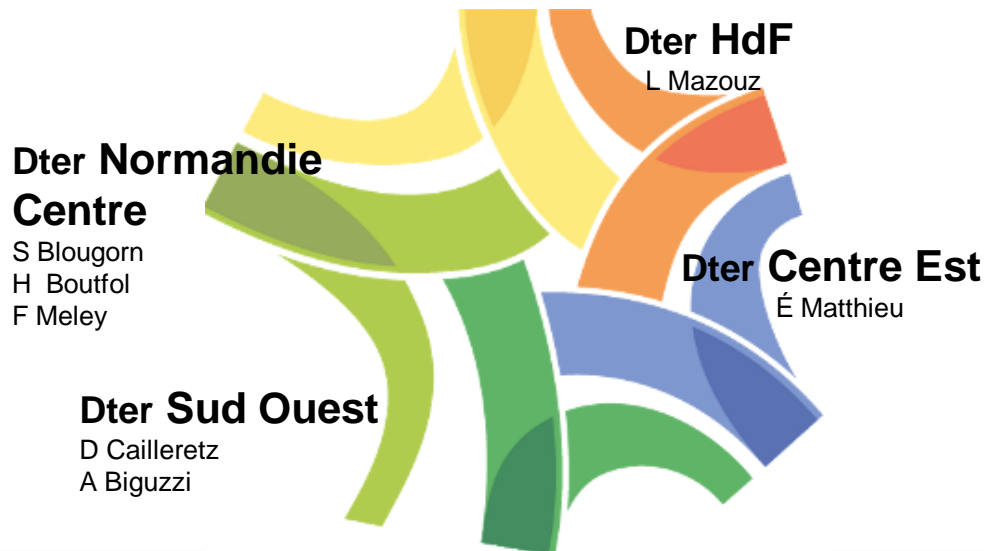 Dter HdF
L Mazouz
Dter Normandie
Centre
S Blougorn
H Boutfol
F Meley
Dter Centre Est
É Matthieu
Dter Sud Ouest
D Cailleretz
A Biguzzi